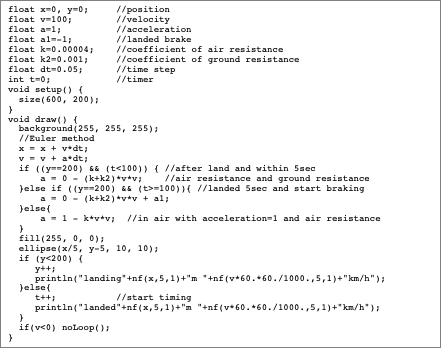 float x=0, y=0;     //position
float v=100;        //velocity
float a=1;          //acceleration
float a1=-1;        //landed brake
float k=0.00004;    //coefficient of air resistance
float k2=0.001;     //coefficient of ground resistance
float dt=0.05;      //time step
int t=0;            //timer
void setup() {
  size(600, 200);
}
void draw() {
  background(255, 255, 255);
  //Euler method
  x = x + v*dt;
  v = v + a*dt;
  if ((y==200) && (t<100)) { //after land and within 5sec
      a = 0 - (k+k2)*v*v;    //air resistance and ground resistance
  }else if ((y==200) && (t>=100)){ //landed 5sec and start braking
      a = 0 - (k+k2)*v*v + a1;
  }else{
      a = 1 - k*v*v;  //in air with acceleration=1 and air resistance
  }
  fill(255, 0, 0);
  ellipse(x/5, y-5, 10, 10);
  if (y<200) {
     y++;
     println("landing"+nf(x,5,1)+"m "+nf(v*60.*60./1000.,5,1)+"km/h");
  }else{
     t++;           //start timing
     println("landed"+nf(x,5,1)+"m "+nf(v*60.*60./1000.,5,1)+"km/h");
  }
  if(v<0) noLoop();
}